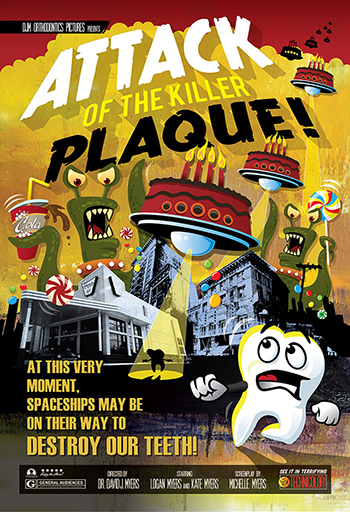 DJM ORTHODONTICS PICTURES PRESENTS
ATTACK
OF THE KILLER
PLAQUE!
Cola
AT THIS VERY
MOMENT,
SPACESHIPS MAY BE
ON THEIR WAY TO
DESTROY OUR TEETH!
G GENERAL AUDIENCES
DIRECTED BY
DR. DAVID J MYERS
STARRING
LOGAN MYERS AND KATE MYERS
SCREENPLAY BY
MICHELLE MYERS
SEE IT IN TERRIFYING
TECHNICOLOR